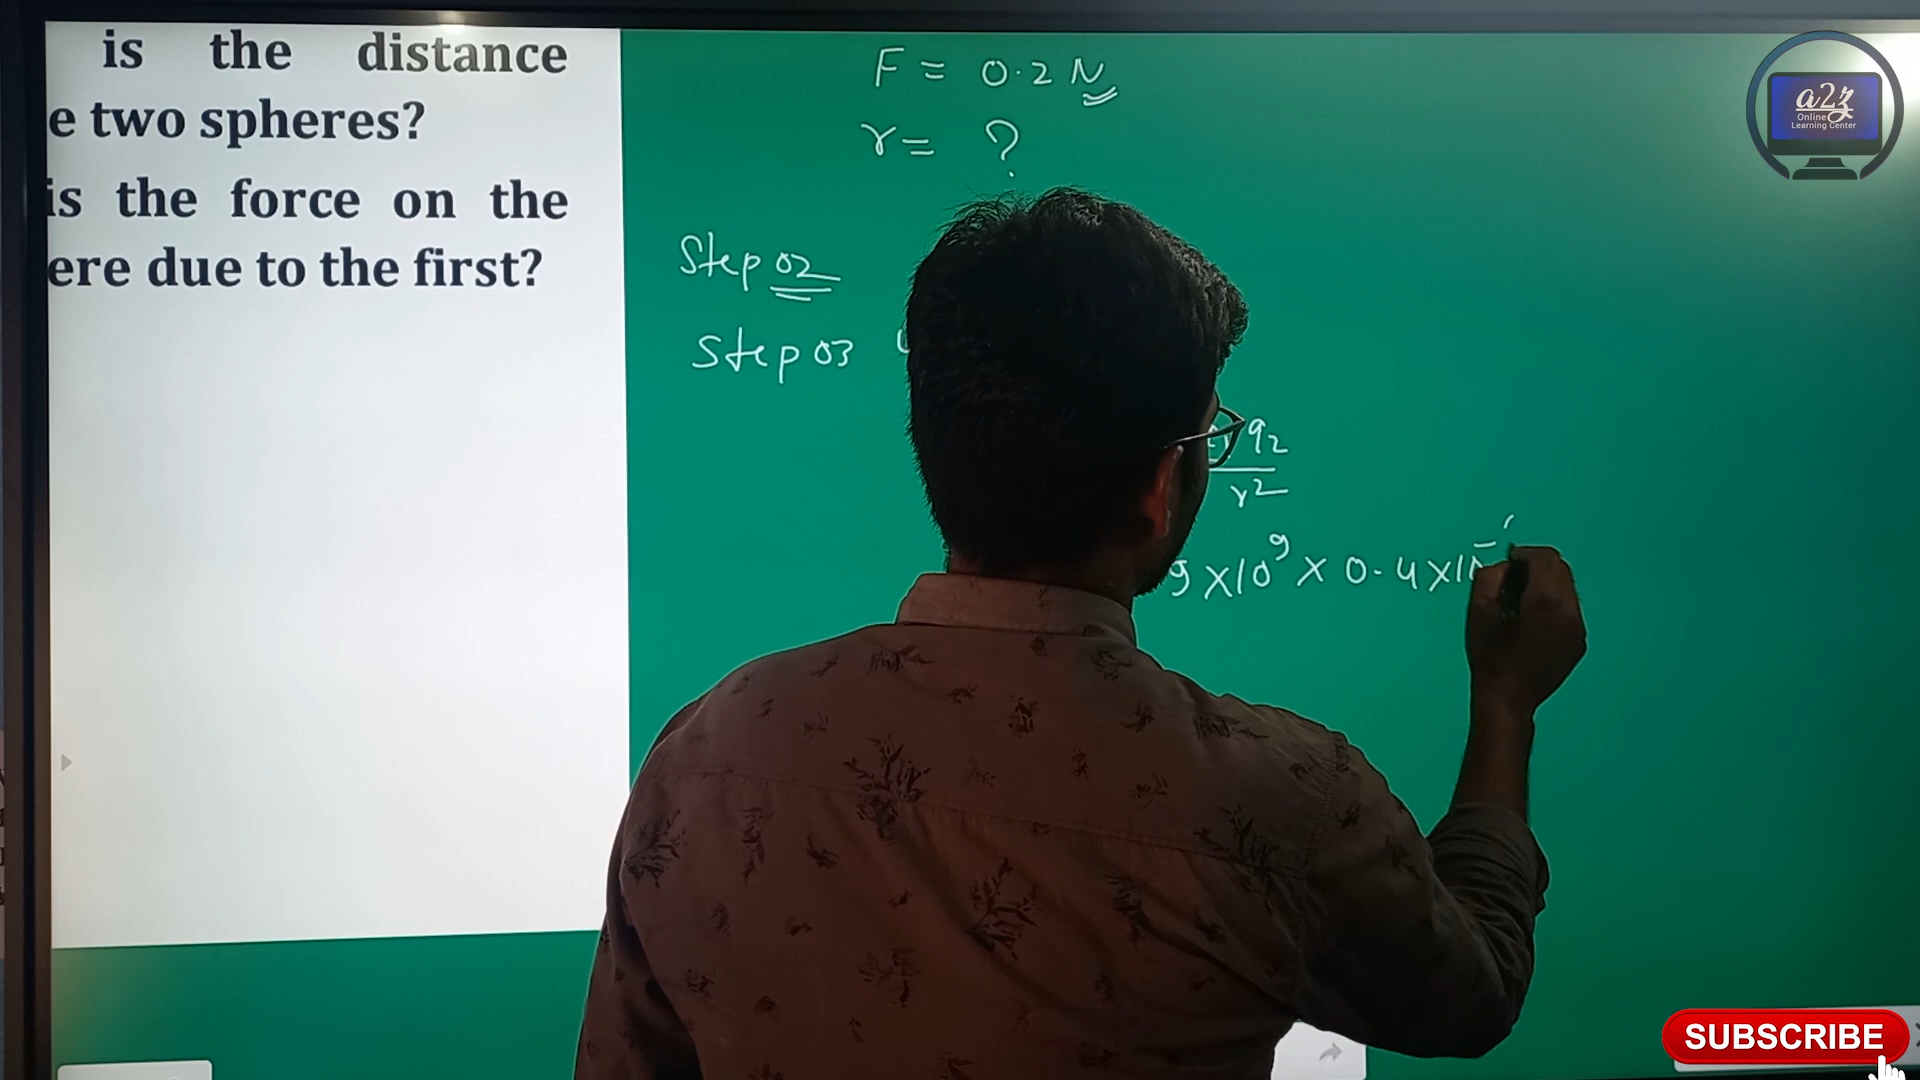 is the distance
e two spheres?
is the force on the
ere due to the first?
F = 0.2 N
r = ?
Step 02
Step 03
q2
r2
9 × 10^9 × 0.4 × 10
a2z
Online
Learning Center
SUBSCRIBE